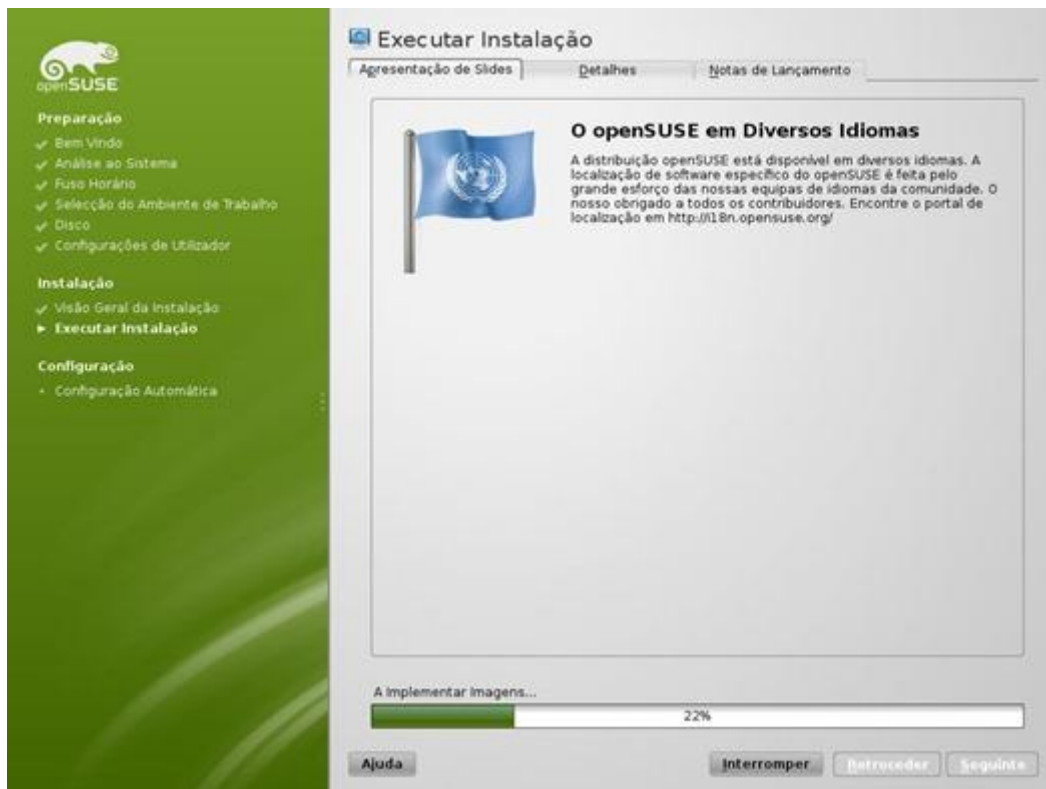 openSUSE
Preparação
Bem Vindo
Análise ao Sistema
Fuso Horário
Selecção do Ambiente de Trabalho
Disco
Configurações de Utilizador
Instalação
Visão Geral da Instalação
Executar Instalação
Configuração
Configuração Automática
Executar Instalação
Apresentação de Slides
Detalhes
Notas de Lançamento
O openSUSE em Diversos Idiomas
A distribuição openSUSE está disponível em diversos idiomas. A
localização de software específico do openSUSE é feita pelo
grande esforço das nossas equipas de idiomas da comunidade. O
nosso obrigado a todos os contribuidores. Encontre o portal de
localização em http://i18n.opensuse.org/
A Implementar Imagens...
22%
Ajuda
Interromper
Retroceder
Seguinte